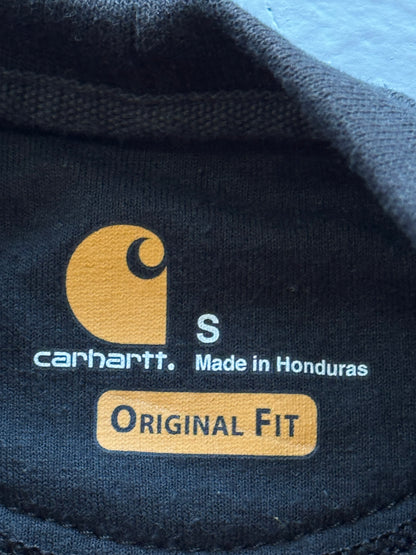 S
carhartt.
Made in Honduras
ORIGINAL FIT